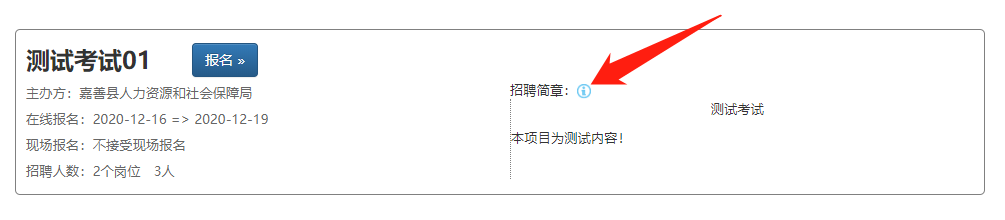 测试考试01
报名 »
主办方：嘉善县人力资源和社会保障局
在线报名：2020-12-16 => 2020-12-19
现场报名：不接受现场报名
招聘人数：2个岗位 3人
招聘简章：
测试考试
本项目为测试内容！